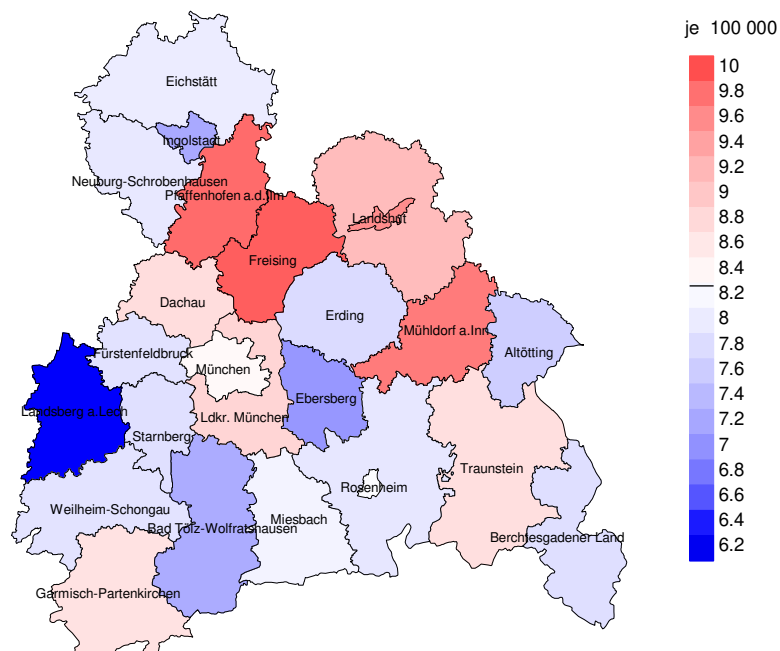 je 100 000
10
9.8
9.6
9.4
9.2
9
8.8
8.6
8.4
8.2
8
7.8
7.6
7.4
7.2
7
6.8
6.6
6.4
6.2
Eichstätt
Ingolstadt
Neuburg-Schrobenhausen
Pfaffenhofen a.d.Ilm
Landshut
Freising
Dachau
Erding
Mühldorf a.Inn
Fürstenfeldbruck
Altötting
München
Ebersberg
Landsberg a.Lech
Ldkr. München
Starnberg
Traunstein
Rosenheim
Weilheim-Schongau
Miesbach
Bad Tölz-Wolfratshausen
Berchtesgadener Land
Garmisch-Partenkirchen